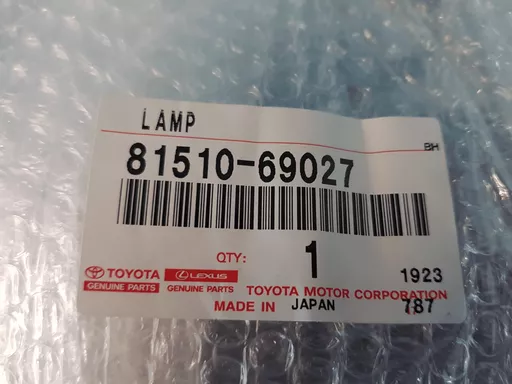 LAMP
BH
81510-69027
QTY: 1
1923
TOYOTA LEXUS
GENUINE PARTS GENUINE PARTS TOYOTA MOTOR CORPORATION
MADE IN JAPAN 787